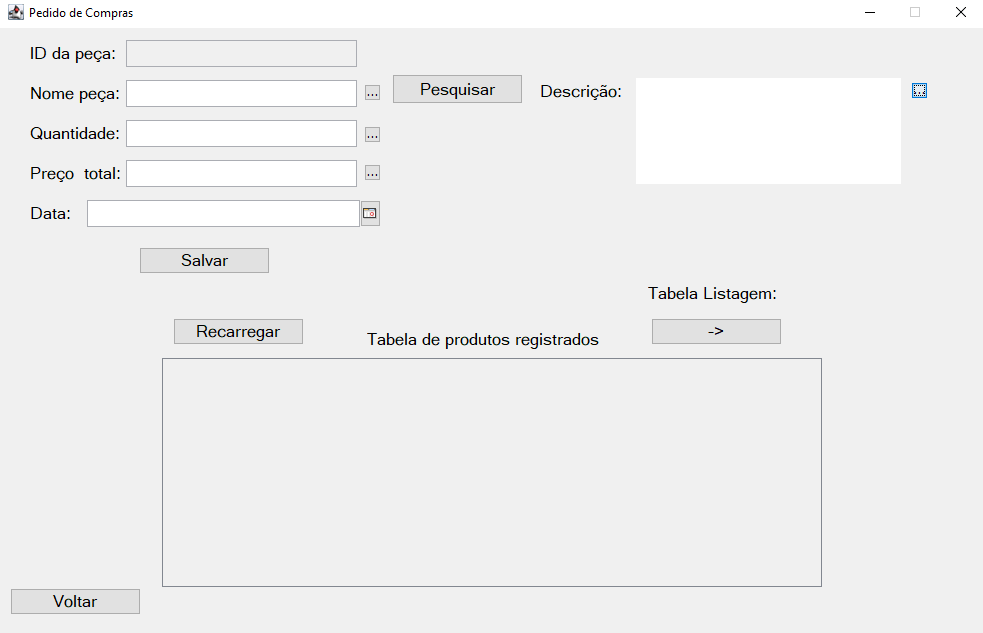 Pedido de Compras
ID da peça:
Nome peça:
...
Pesquisar
Descrição:
...
Quantidade:
...
Preço total:
...
Data:
Salvar
Tabela Listagem:
Recarregar
Tabela de produtos registrados
->
Voltar